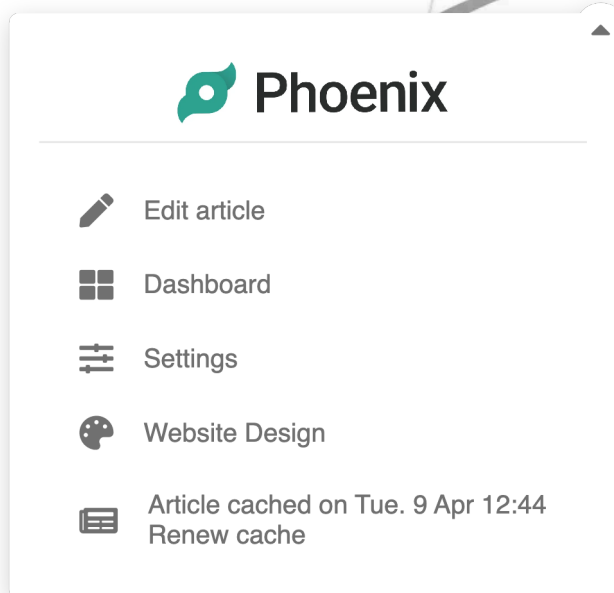 Phoenix
Edit article
Dashboard
Settings
Website Design
Article cached on Tue. 9 Apr 12:44
Renew cache